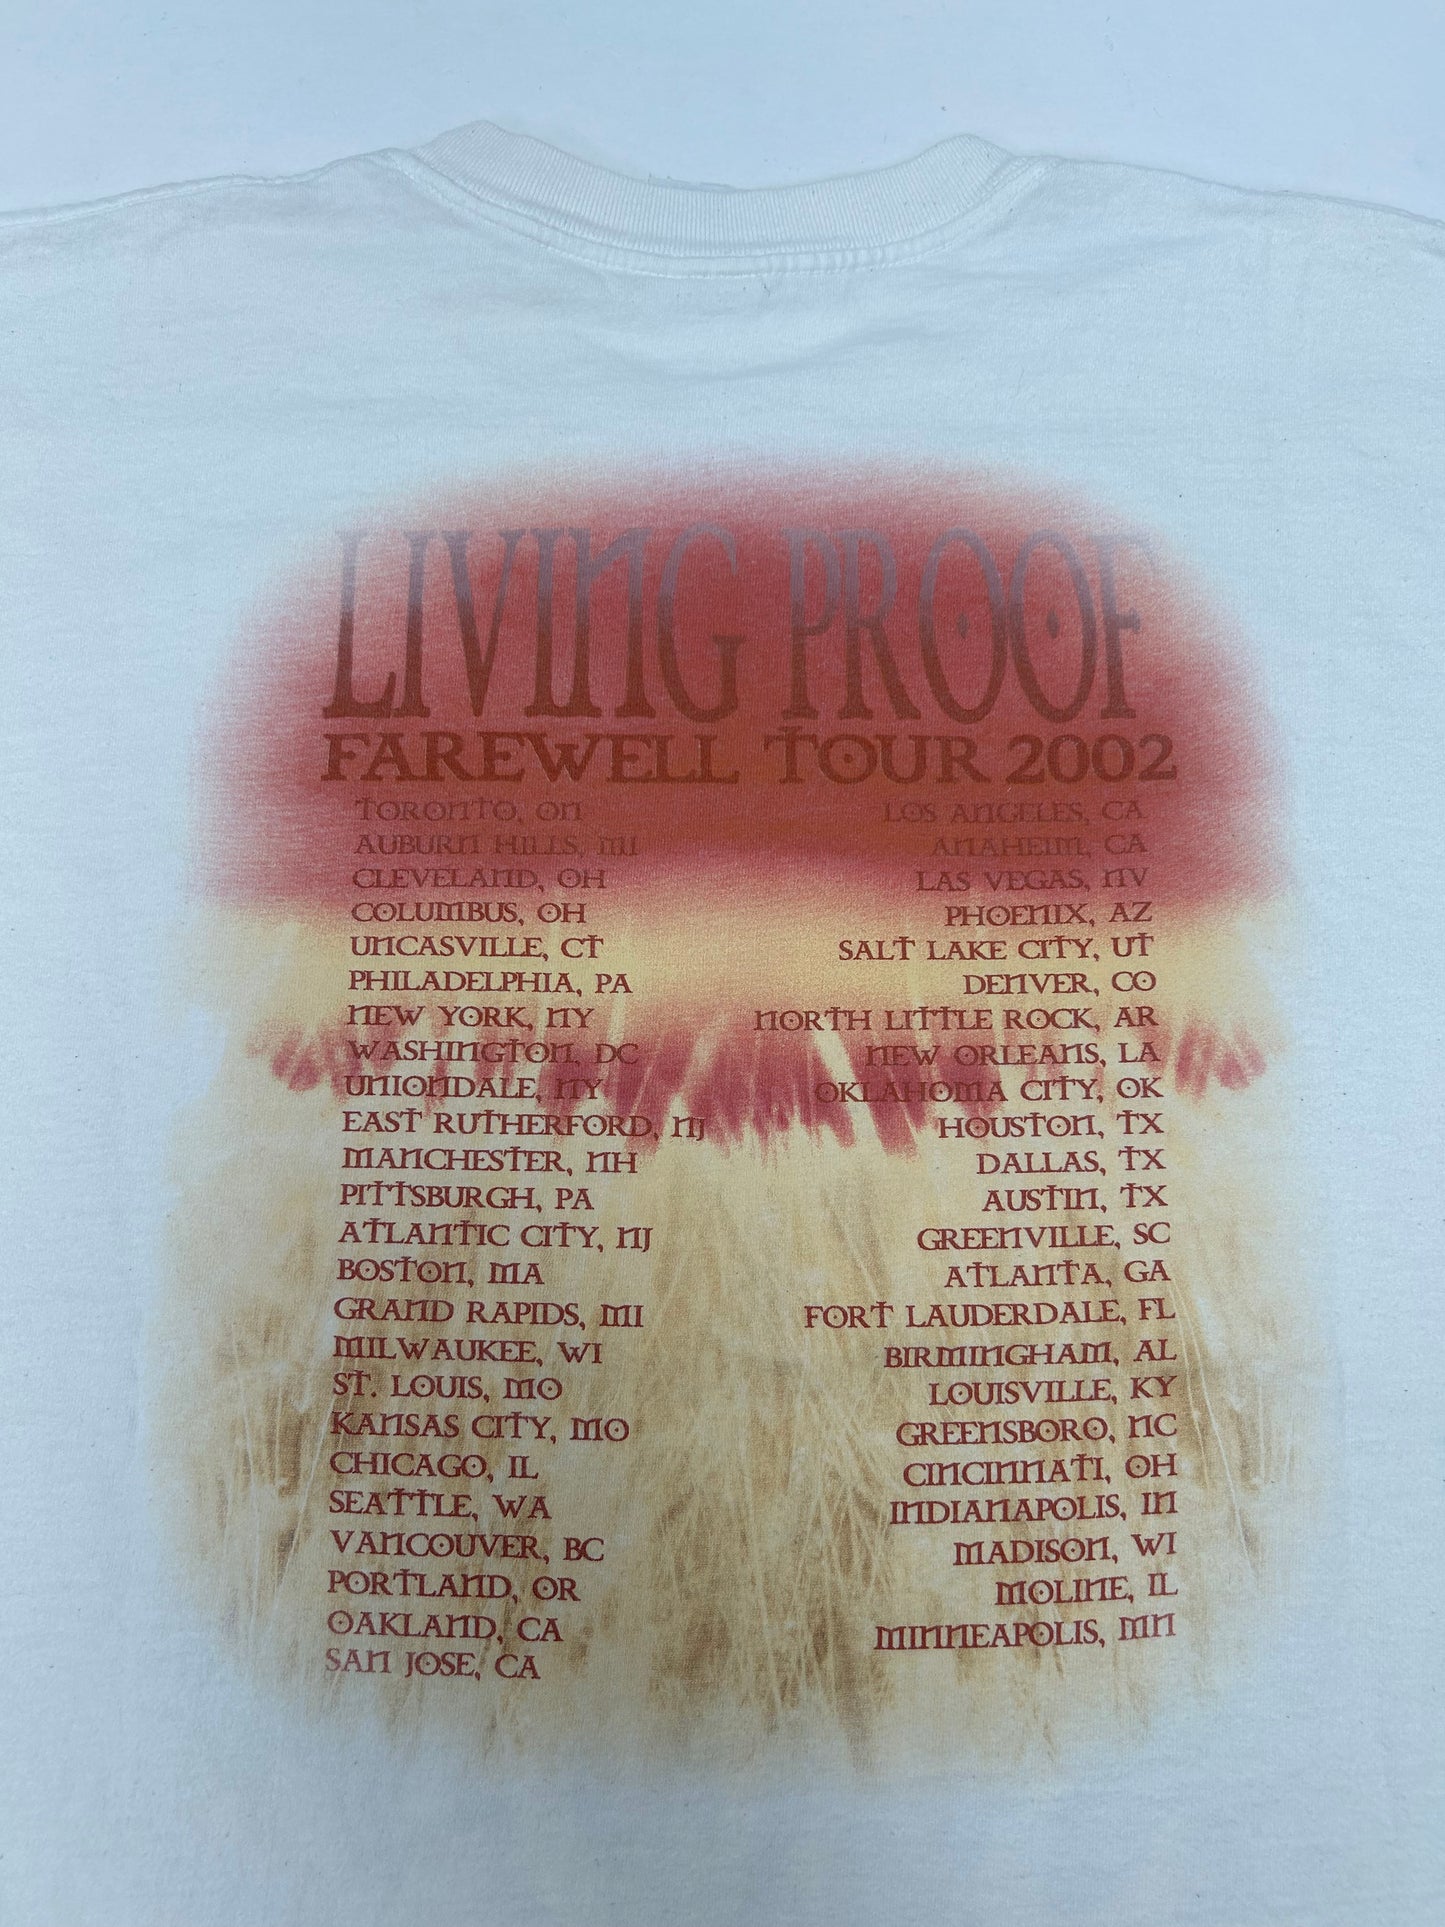 LIVING PROOF
FAREWELL TOUR 2002
TORONTO, ON
AUBURN HILLS, MI
CLEVELAND, OH
COLUMBUS, OH
UNCASVILLE, CT
PHILADELPHIA, PA
NEW YORK, NY
WASHINGTON, DC
UNIONDALE, NY
EAST RUTHERFORD, NJ
MANCHESTER, NH
PITTSBURGH, PA
ATLANTIC CITY, NJ
BOSTON, MA
GRAND RAPIDS, MI
MILWAUKEE, WI
ST. LOUIS, MO
KANSAS CITY, MO
CHICAGO, IL
SEATTLE, WA
VANCOUVER, BC
PORTLAND, OR
OAKLAND, CA
SAN JOSE, CA
LOS ANGELES, CA
ANAHEIM, CA
LAS VEGAS, NV
PHOENIX, AZ
SALT LAKE CITY, UT
DENVER, CO
NORTH LITTLE ROCK, AR
NEW ORLEANS, LA
OKLAHOMA CITY, OK
HOUSTON, TX
DALLAS, TX
AUSTIN, TX
GREENVILLE, SC
ATLANTA, GA
FORT LAUDERDALE, FL
BIRMINGHAM, AL
LOUISVILLE, KY
GREENSBORO, NC
CINCINNATI, OH
INDIANAPOLIS, IN
MADISON, WI
MOLINE, IL
MINNEAPOLIS, MN